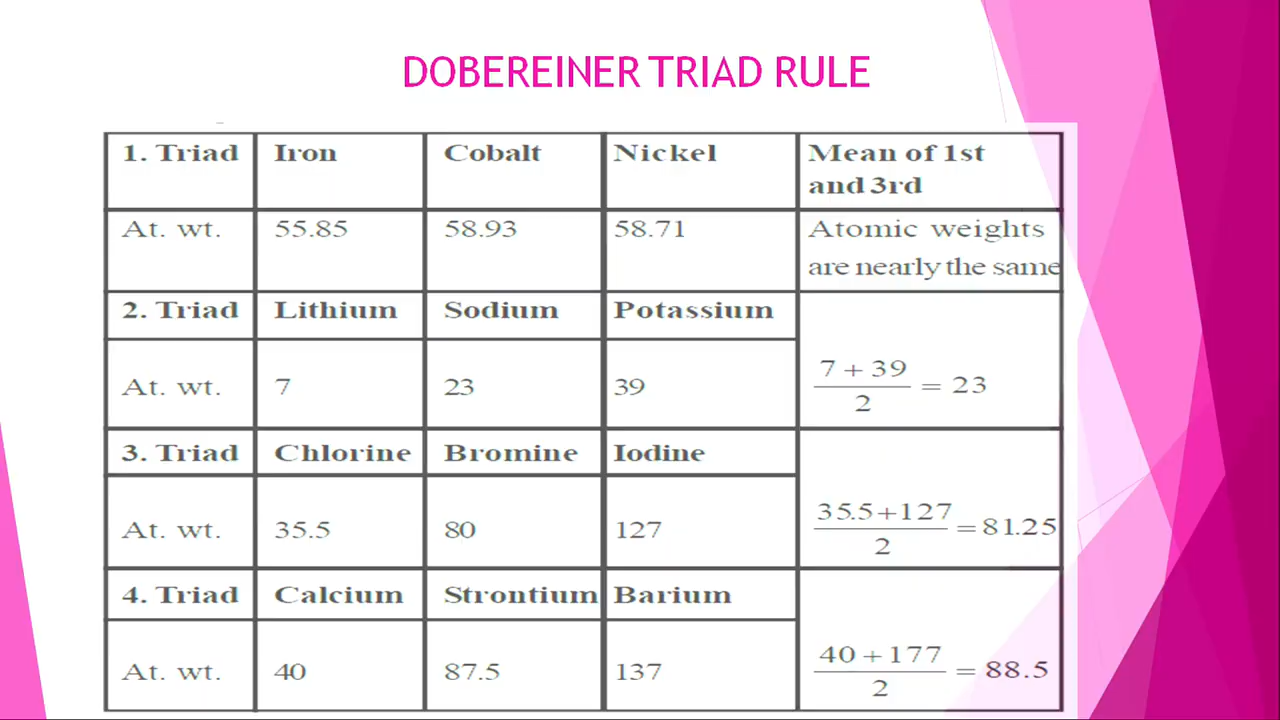 DOBEREINER TRIAD RULE
1. Triad Iron Cobalt Nickel Mean of 1st
and 3rd
At. wt. 55.85 58.93 58.71 Atomic weights
are nearly the same
2. Triad Lithium Sodium Potassium
At. wt. 7 23 39 7 + 39 / 2 = 23
3. Triad Chlorine Bromine Iodine
At. wt. 35.5 80 127 35.5+127 / 2 =81.25
4. Triad Calcium Strontium Barium
At. wt. 40 87.5 137 40 +177 / 2 = 88.5